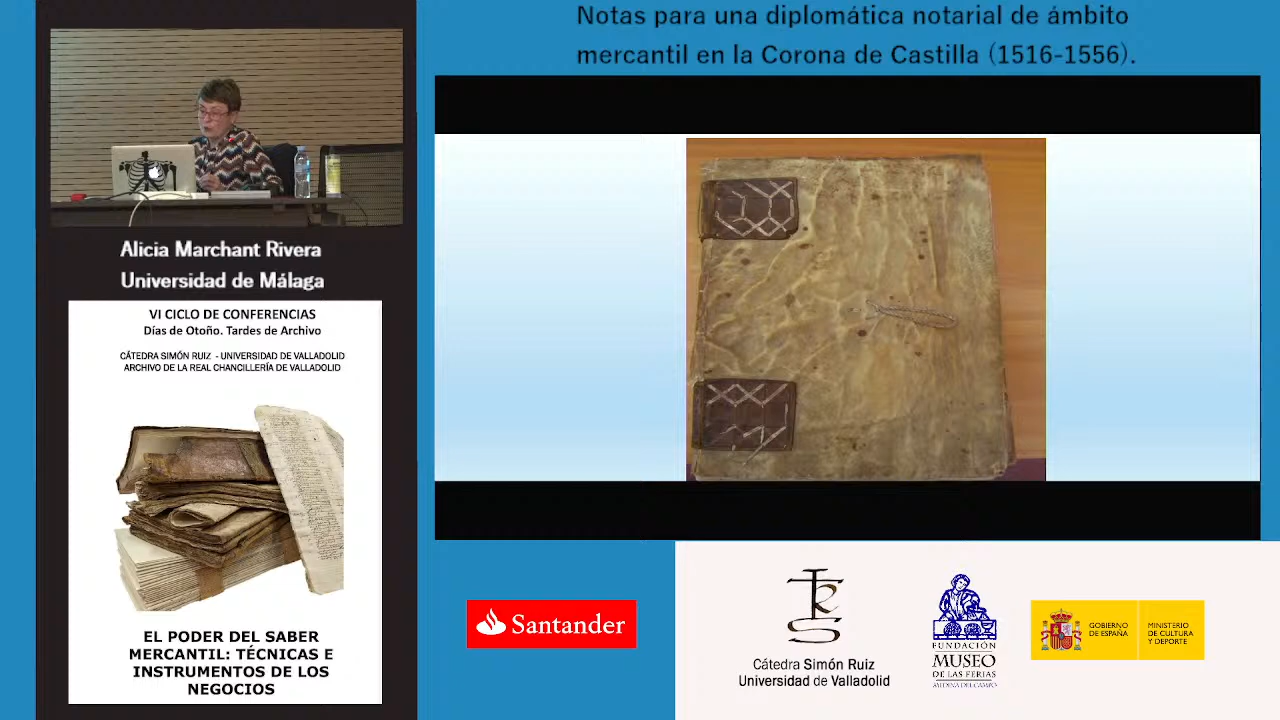 Notas para una diplomática notarial de ámbito
mercantil en la Corona de Castilla (1516-1556).
Alicia Marchant Rivera
Universidad de Málaga
VI CICLO DE CONFERENCIAS
Días de Otoño. Tardes de Archivo
CÁTEDRA SIMÓN RUIZ - UNIVERSIDAD DE VALLADOLID
ARCHIVO DE LA REAL CHANCILLERÍA DE VALLADOLID
EL PODER DEL SABER
MERCANTIL: TÉCNICAS E
INSTRUMENTOS DE LOS
NEGOCIOS
Santander
Cátedra Simón Ruiz
Universidad de Valladolid
FUNDACIÓN
MUSEO
DE LAS FERIAS
MEDINA DEL CAMPO
GOBIERNO
DE ESPAÑA
MINISTERIO
DE CULTURA
Y DEPORTE